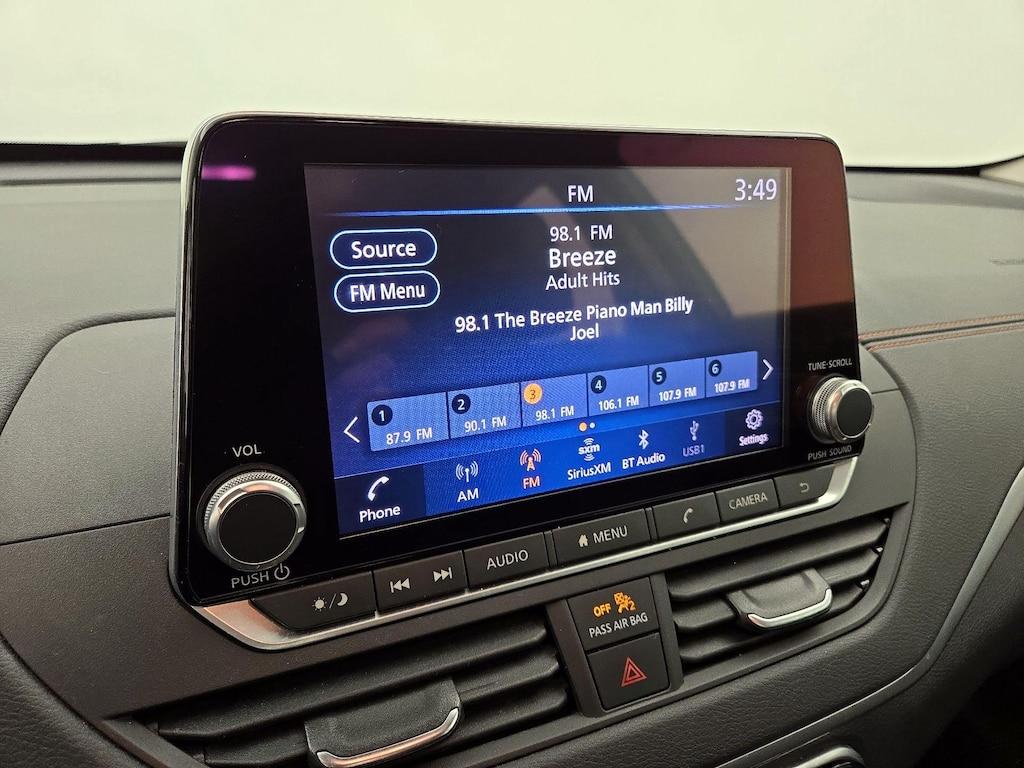 FM
3:49
Source
98.1 FM
Breeze
FM Menu
Adult Hits
98.1 The Breeze Piano Man Billy
Joel
1
87.9 FM
2
90.1 FM
3
98.1 FM
4
106.1 FM
5
107.9 FM
6
107.9 FM
Phone
AM
FM
sxm
SiriusXM
BT Audio
USB1
Settings
TUNE·SCROLL
PUSH SOUND
VOL
PUSH
AUDIO
MENU
CAMERA
OFF
2
PASS AIR BAG